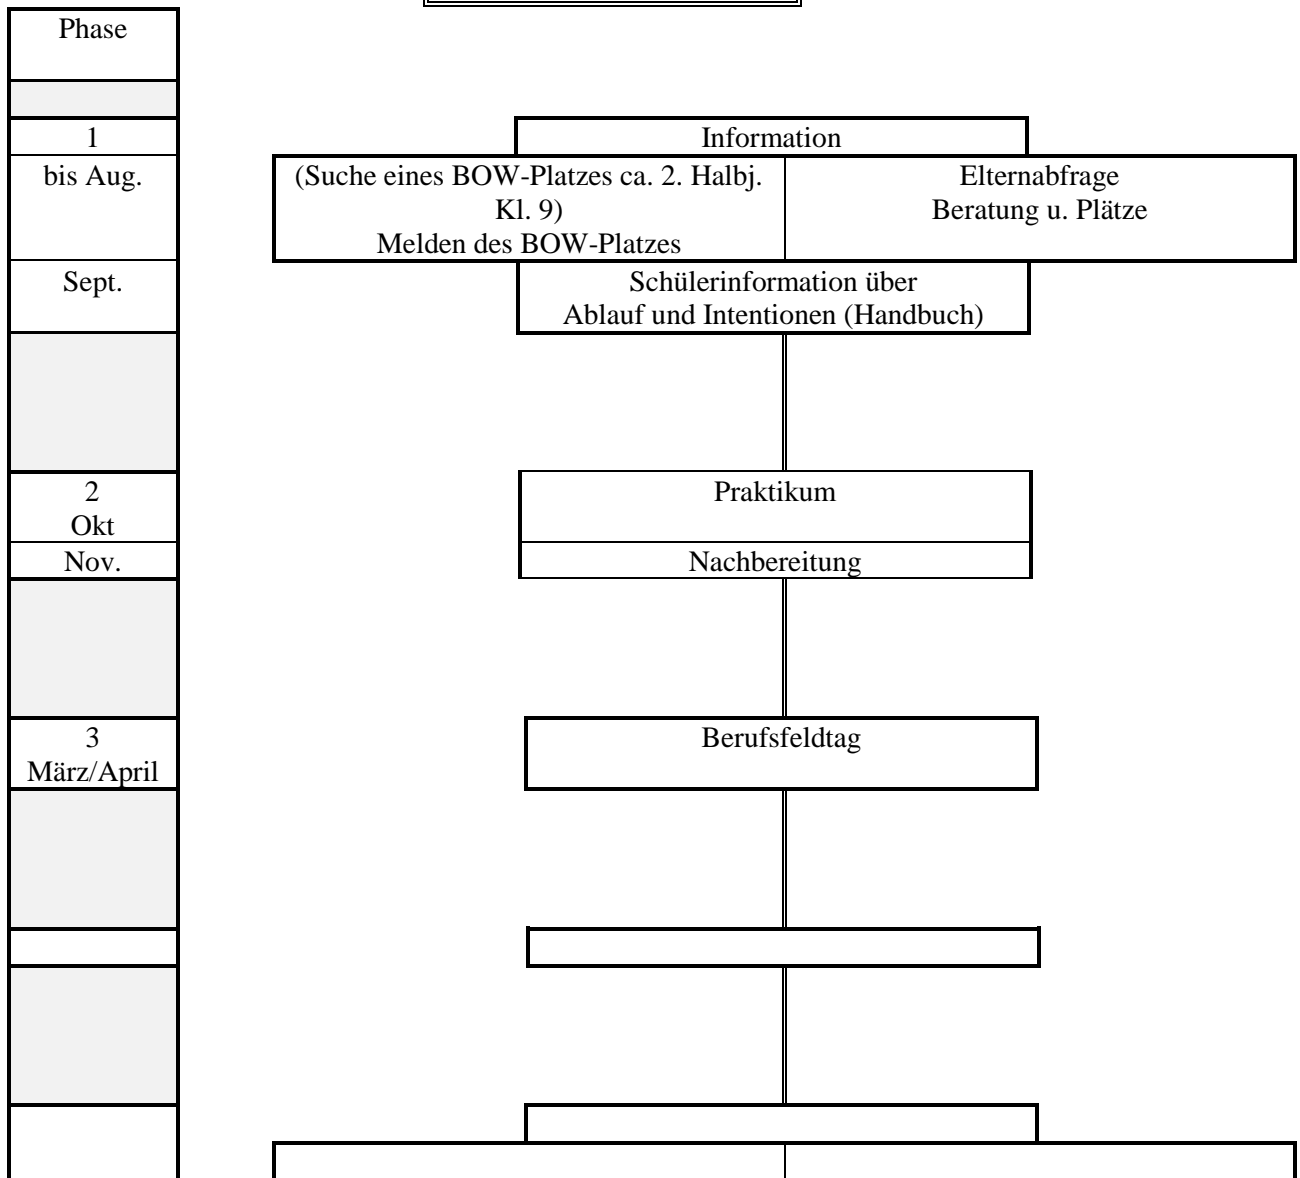 Phase
1
Information
bis Aug.
(Suche eines BOW-Platzes ca. 2. Halbj.
Kl. 9)
Melden des BOW-Platzes
Elternabfrage
Beratung u. Plätze
Sept.
Schülerinformation über
Ablauf und Intentionen (Handbuch)
2
Okt
Praktikum
Nov.
Nachbereitung
3
März/April
Berufsfeldtag